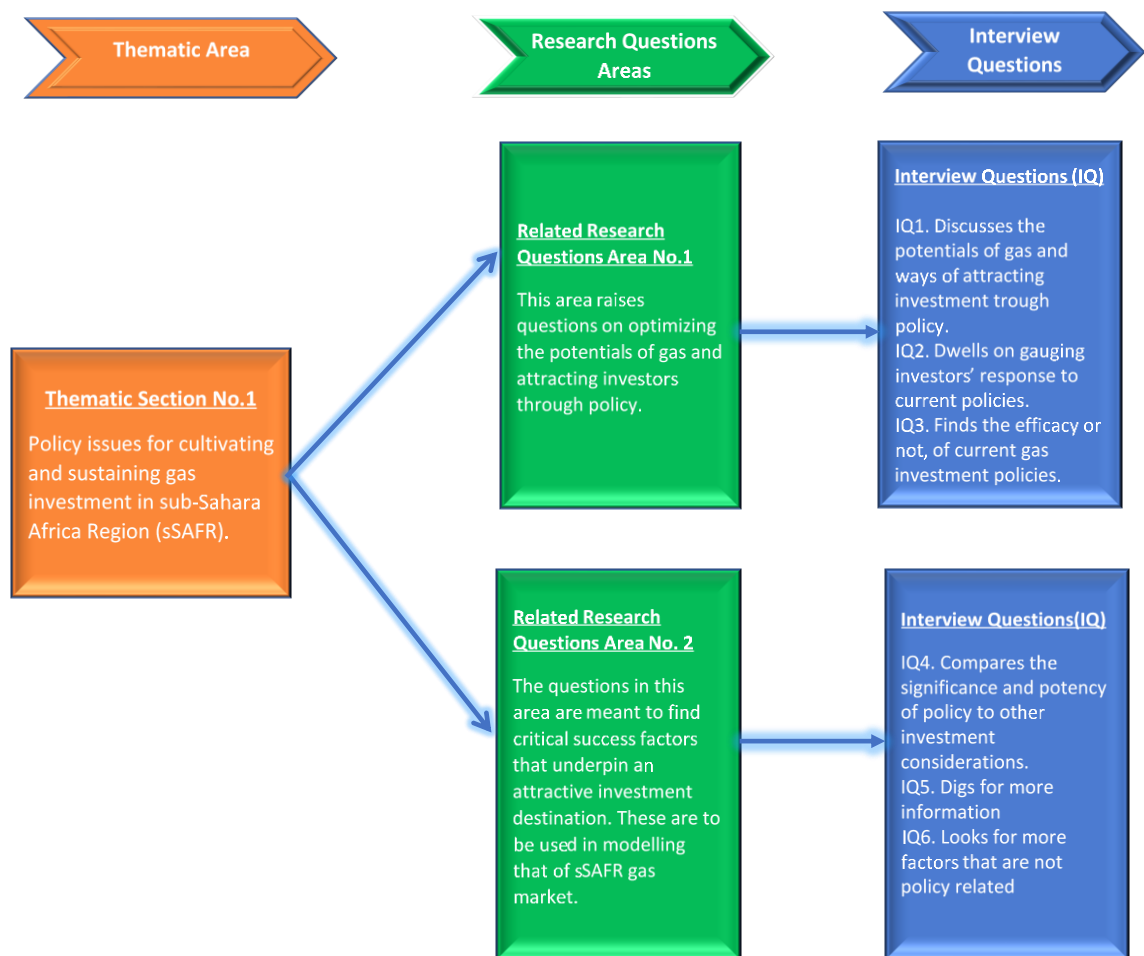 Thematic Area
Research Questions
Areas
Interview
Questions
Thematic Section No.1
Policy issues for cultivating
and sustaining gas
investment in sub-Sahara
Africa Region (sSAFR).
Related Research
Questions Area No.1
This area raises
questions on optimizing
the potentials of gas and
attracting investors
through policy.
Interview Questions (IQ)
IQ1. Discusses the
potentials of gas and
ways of attracting
investment trough
policy.
IQ2. Dwells on gauging
investors’ response to
current policies.
IQ3. Finds the efficacy or
not, of current gas
investment policies.
Related Research
Questions Area No. 2
The questions in this
area are meant to find
critical success factors
that underpin an
attractive investment
destination. These are to
be used in modelling
that of sSAFR gas
market.
Interview Questions(IQ)
IQ4. Compares the
significance and potency
of policy to other
investment
considerations.
IQ5. Digs for more
information
IQ6. Looks for more
factors that are not
policy related